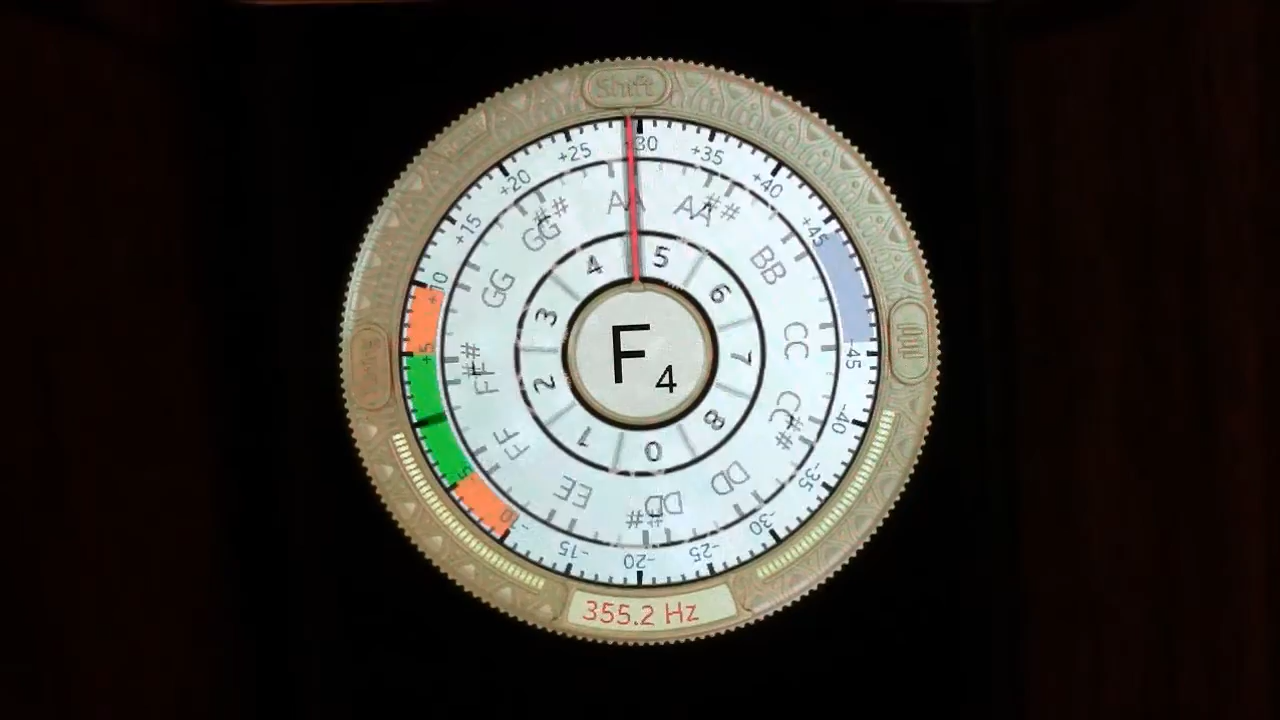 Shift
+5 +10 +15 +20 +25 +30 +35 +40 +45
-45 -40 -35 -30 -25 -20 -15 -10 -5
AA AA## BB CC CC## DD DD## EE FF FF## GG GG##
0 1 2 3 4 5 6 7 8
F4
355.2 Hz